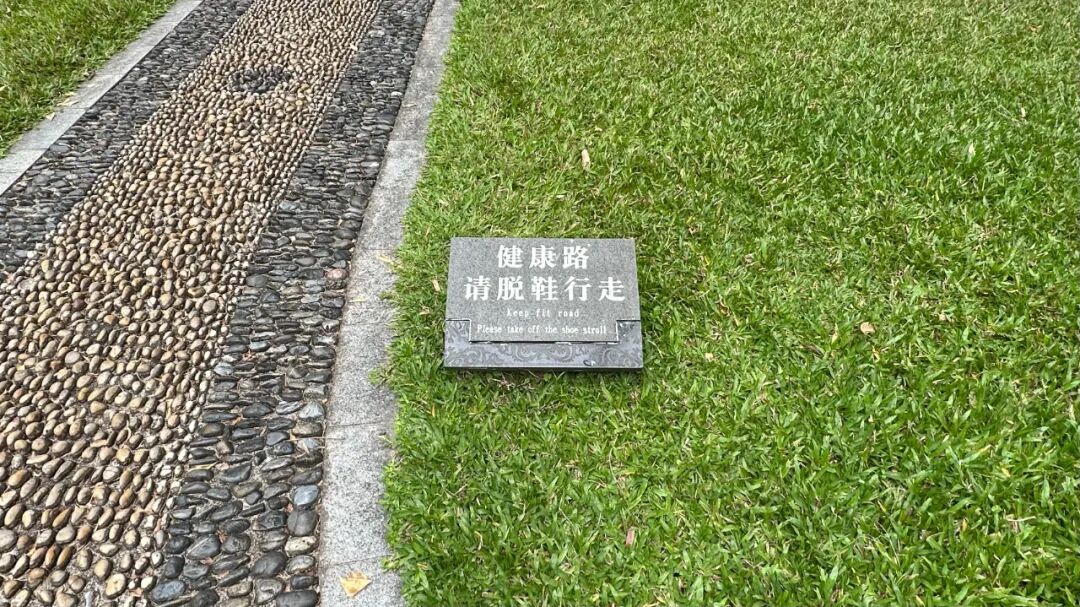 健康路
请脱鞋行走
Keep fit road
Please take off the shoe stroll